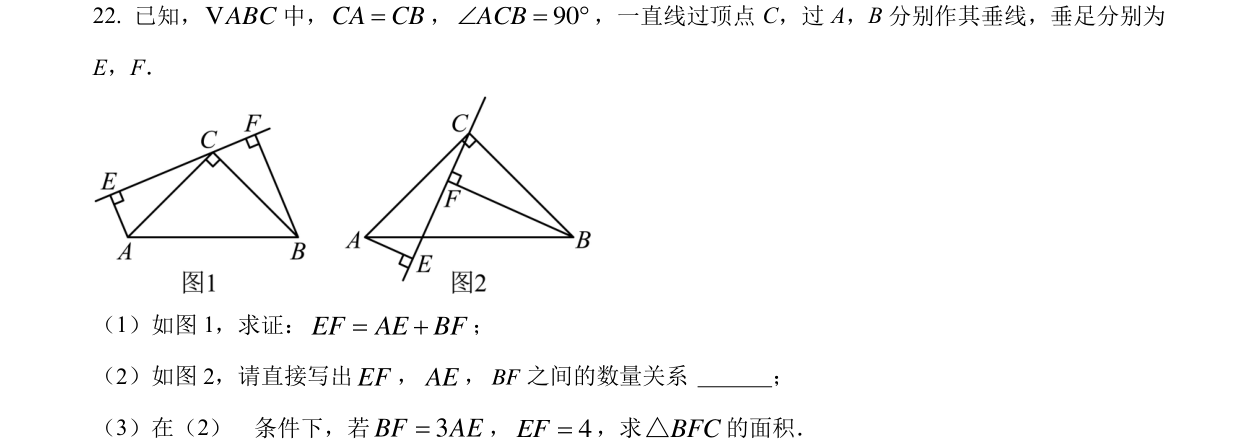 22. 已知，VABC 中，CA = CB，∠ACB = 90°，一直线过顶点 C，过 A，B 分别作其垂线，垂足分别为
E，F．
C F E A B 图1
C F A B E 图2
（1）如图 1，求证：EF = AE + BF；
（2）如图 2，请直接写出 EF，AE，BF 之间的数量关系 ______；
（3）在（2） 条件下，若 BF = 3AE，EF = 4，求△BFC 的面积．